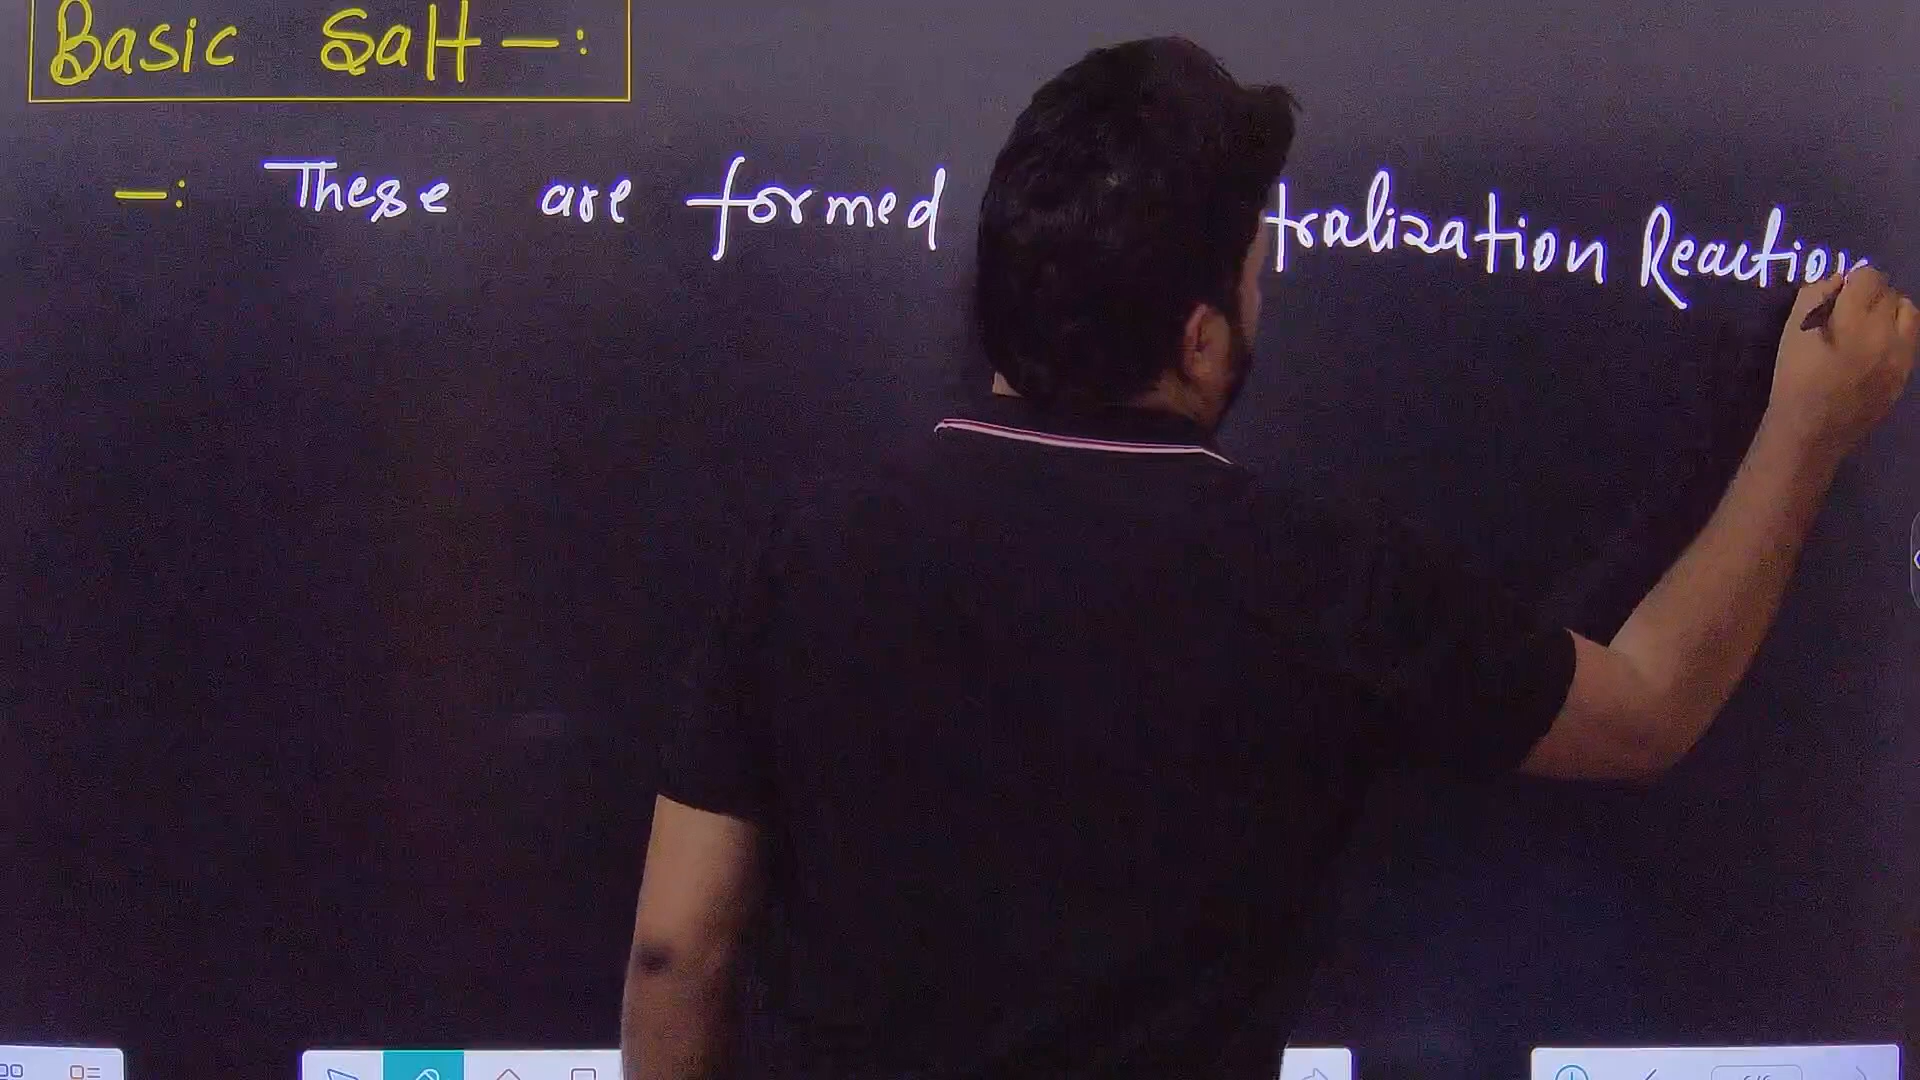 Basic Salt -:
-: These are formed tralization Reaction